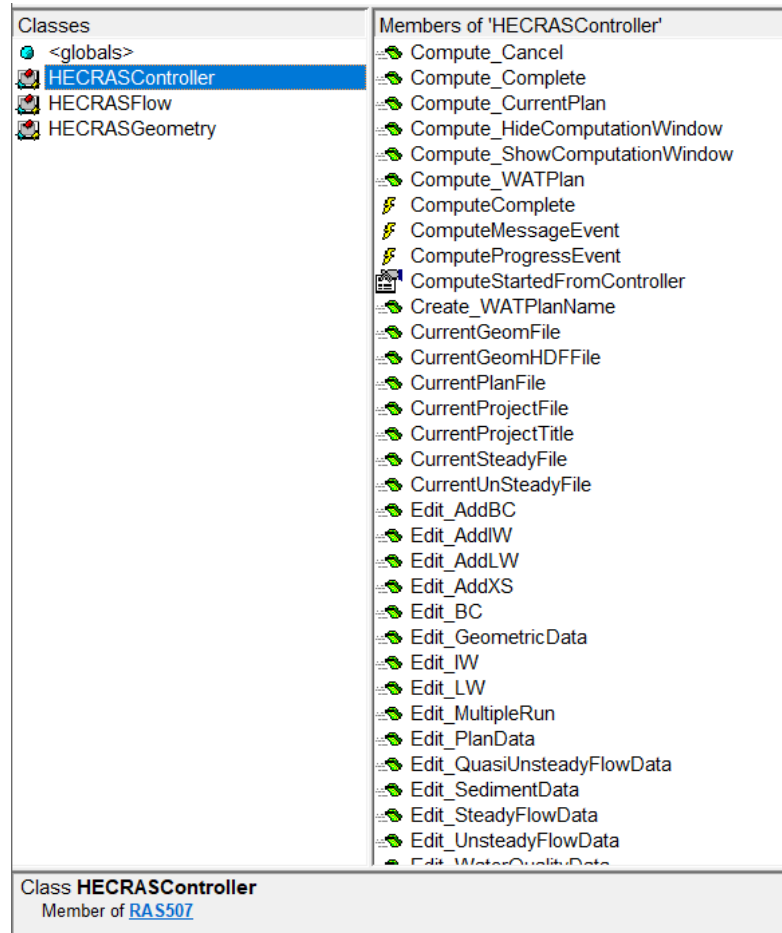 Classes
<globals>
HECRASController
HECRASFlow
HECRASGeometry
Members of 'HECRASController'
Compute_Cancel
Compute_Complete
Compute_CurrentPlan
Compute_HideComputationWindow
Compute_ShowComputationWindow
Compute_WATPlan
ComputeComplete
ComputeMessageEvent
ComputeProgressEvent
ComputeStartedFromController
Create_WATPlanName
CurrentGeomFile
CurrentGeomHDFFile
CurrentPlanFile
CurrentProjectFile
CurrentProjectTitle
CurrentSteadyFile
CurrentUnSteadyFile
Edit_AddBC
Edit_AddIW
Edit_AddLW
Edit_AddXS
Edit_BC
Edit_GeometricData
Edit_IW
Edit_LW
Edit_MultipleRun
Edit_PlanData
Edit_QuasiUnsteadyFlowData
Edit_SedimentData
Edit_SteadyFlowData
Edit_UnsteadyFlowData
Edit_WaterQualityData
Class HECRASController
Member of RAS507